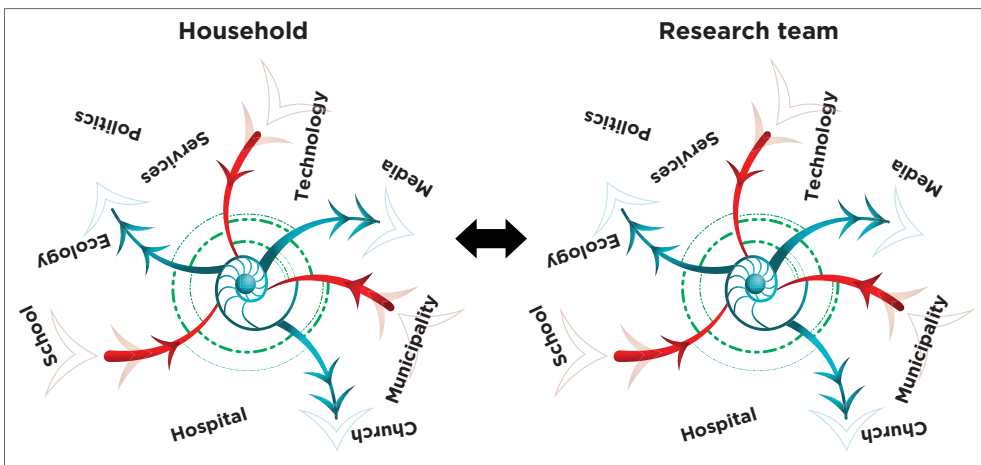 Household
Research team
Politics
Services
Technology
Media
Ecology
School
Municipality
Hospital
Church
Politics
Services
Technology
Media
Ecology
School
Municipality
Hospital
Church